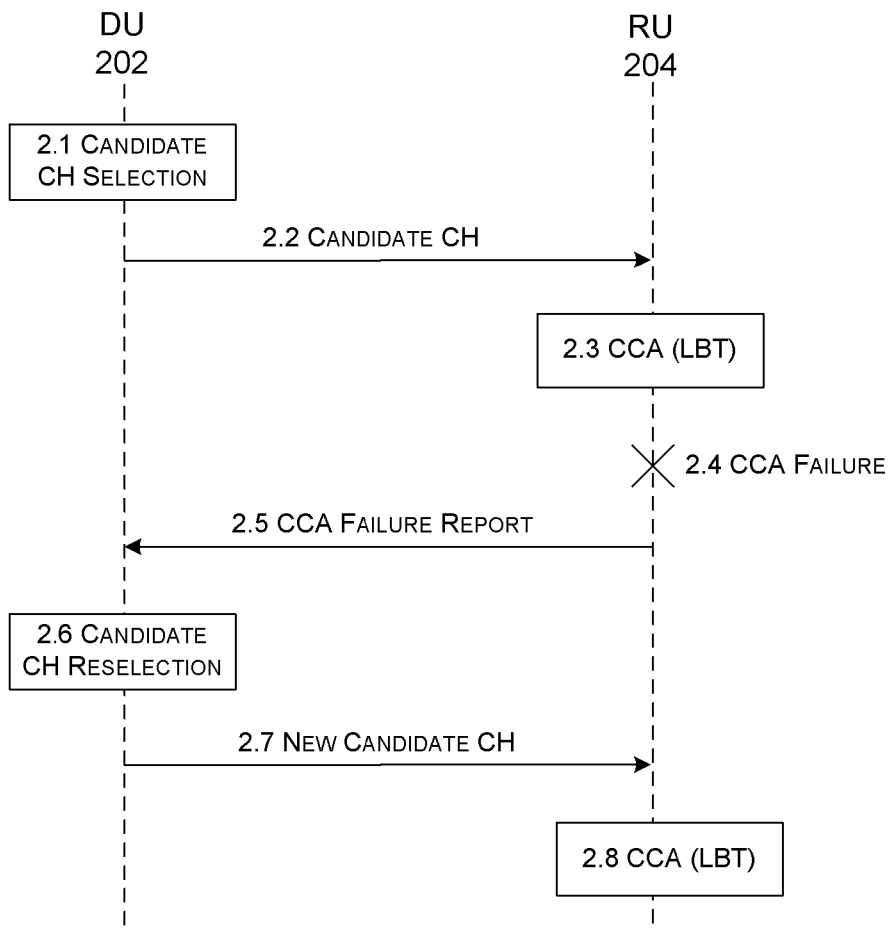 DU
202
RU
204
2.1 CANDIDATE
CH SELECTION
2.2 CANDIDATE CH
2.3 CCA (LBT)
2.4 CCA FAILURE
2.5 CCA FAILURE REPORT
2.6 CANDIDATE
CH RESELECTION
2.7 NEW CANDIDATE CH
2.8 CCA (LBT)